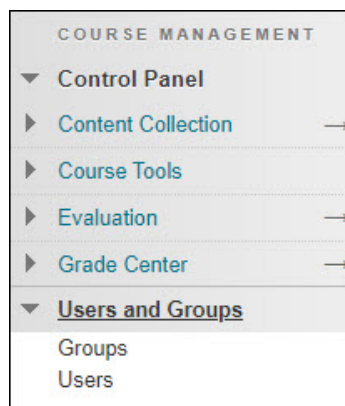 COURSE MANAGEMENT
Control Panel
Content Collection
Course Tools
Evaluation
Grade Center
Users and Groups
Groups
Users